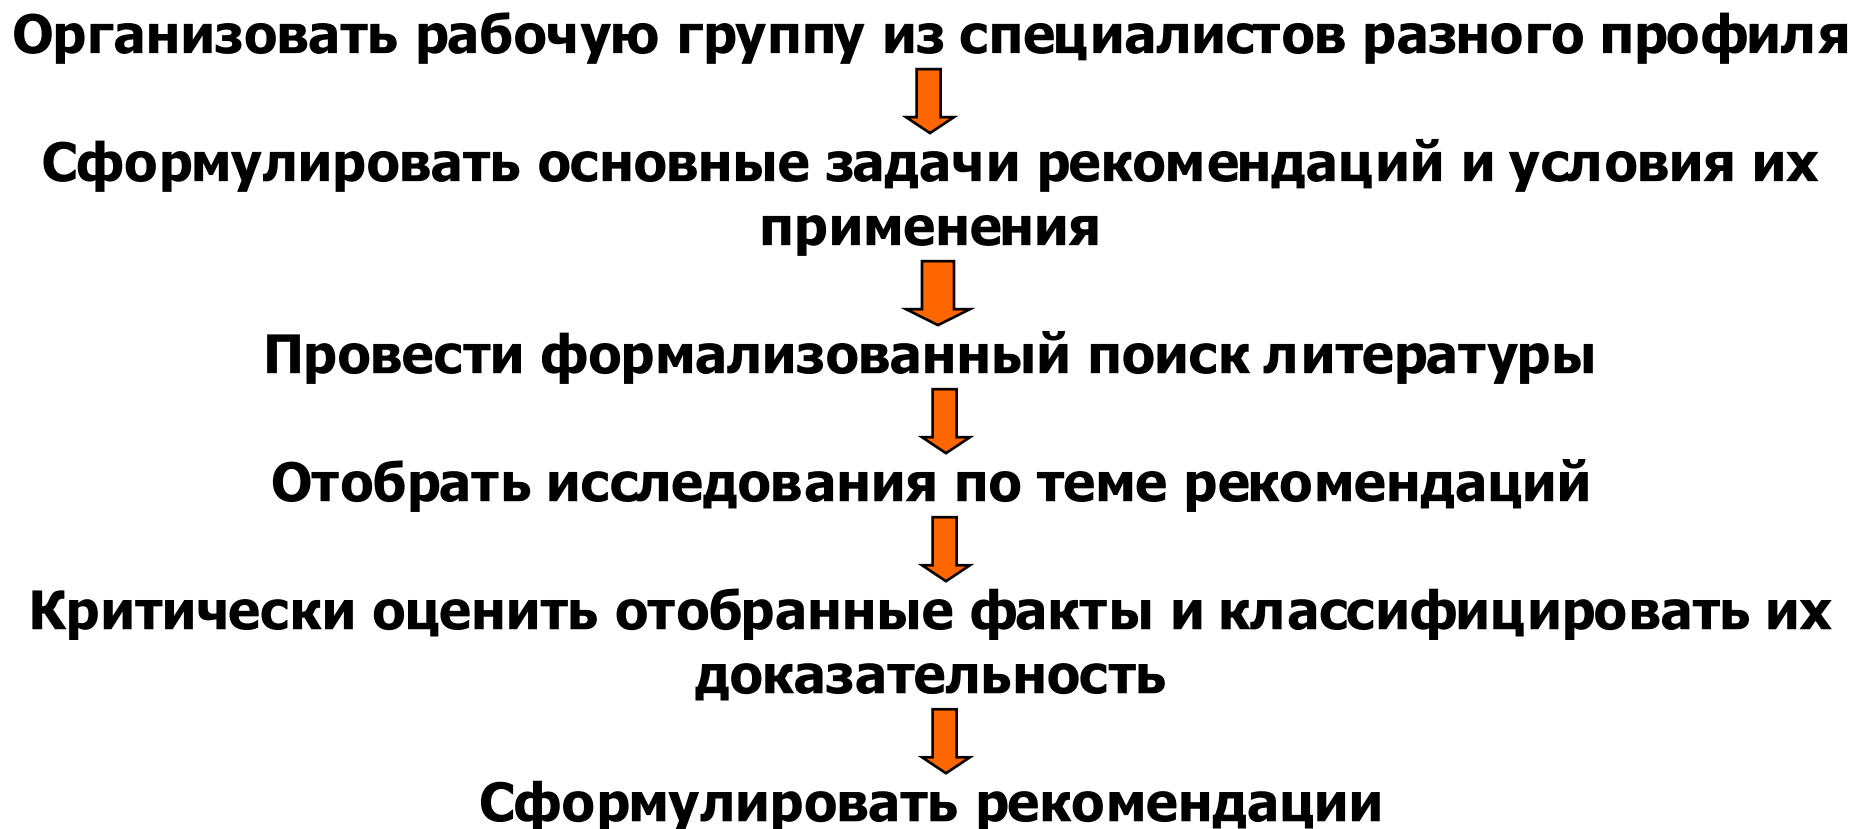 Организовать рабочую группу из специалистов разного профиля
Сформулировать основные задачи рекомендаций и условия их
применения
Провести формализованный поиск литературы
Отобрать исследования по теме рекомендаций
Критически оценить отобранные факты и классифицировать их
доказательность
Сформулировать рекомендации